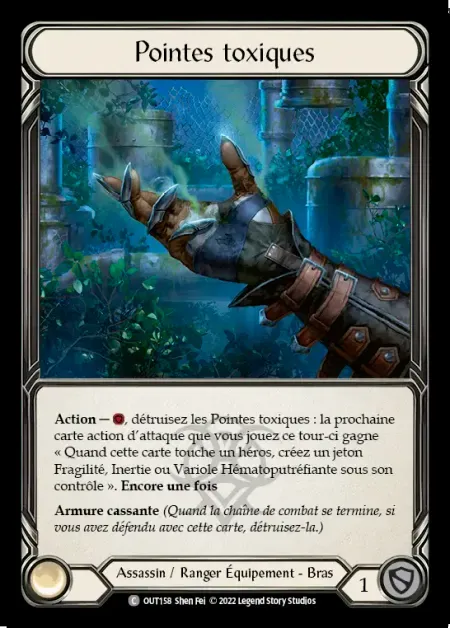 Pointes toxiques
Action — , détruisez les Pointes toxiques : la prochaine
carte action d'attaque que vous jouez ce tour-ci gagne
« Quand cette carte touche un héros, créez un jeton
Fragilité, Inertie ou Variole Hématoputréfiante sous son
contrôle ». Encore une fois
Armure cassante (Quand la chaîne de combat se termine, si
vous avez défendu avec cette carte, détruisez-la.)
Assassin / Ranger Équipement - Bras
1
C OUT158 Shen Fei © 2022 Legend Story Studios